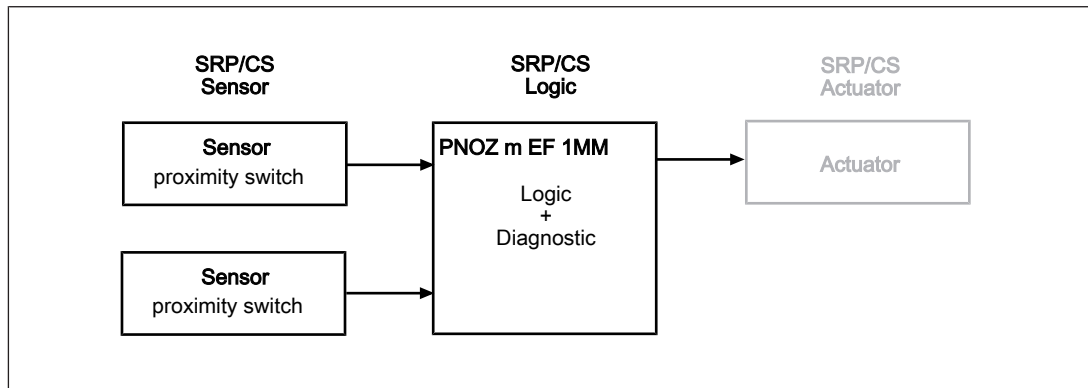 SRP/CS
Sensor
SRP/CS
Logic
SRP/CS
Actuator
Sensor
proximity switch
PNOZ m EF 1MM
Logic
+
Diagnostic
Actuator
Sensor
proximity switch